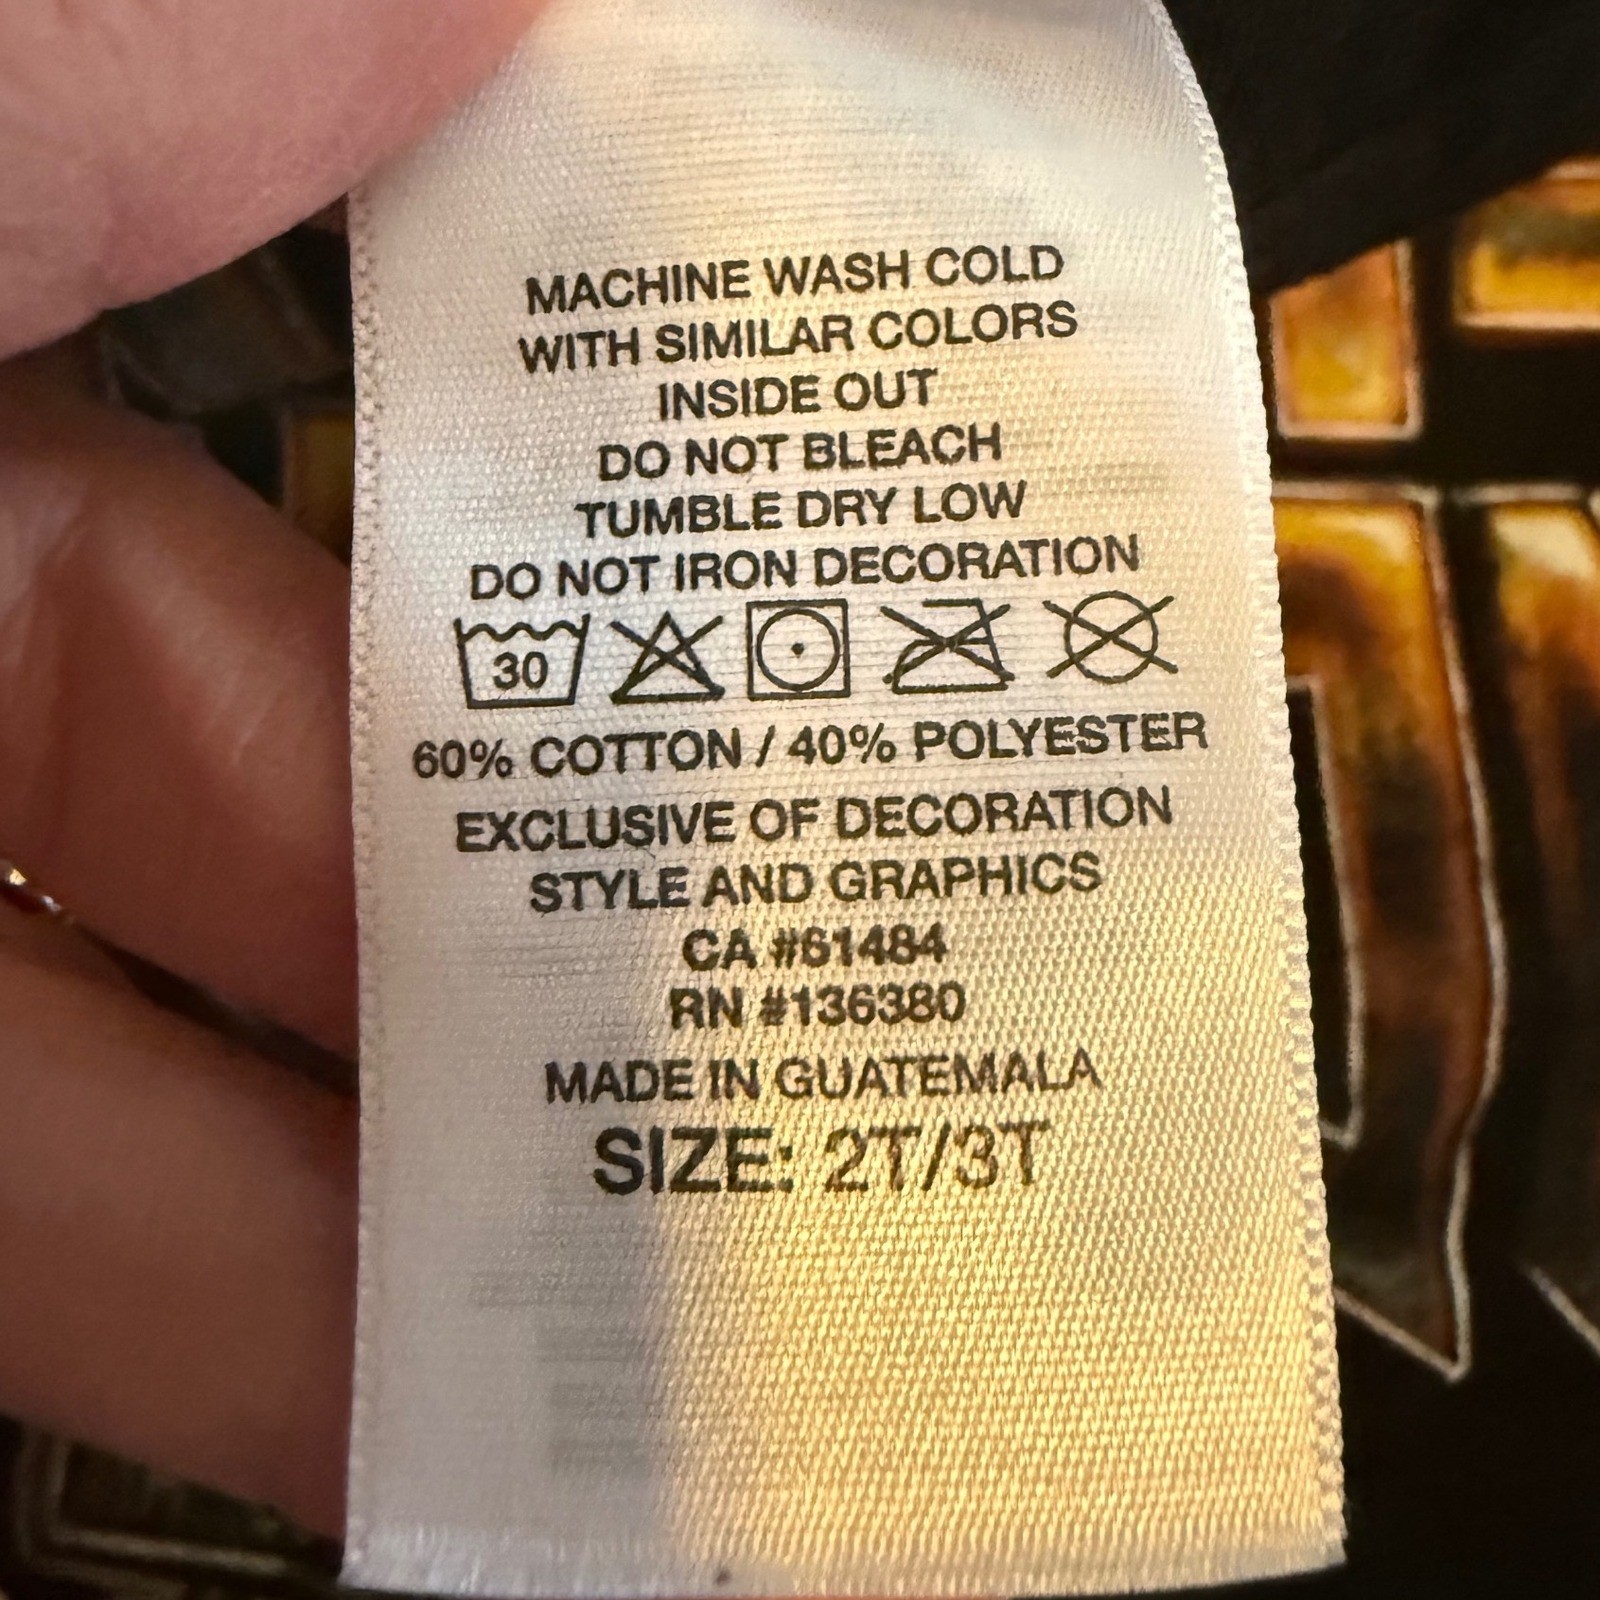 MACHINE WASH COLD
WITH SIMILAR COLORS
INSIDE OUT
DO NOT BLEACH
TUMBLE DRY LOW
DO NOT IRON DECORATION
30
60% COTTON / 40% POLYESTER
EXCLUSIVE OF DECORATION
STYLE AND GRAPHICS
CA #61484
RN #136380
MADE IN GUATEMALA
SIZE: 2T/3T